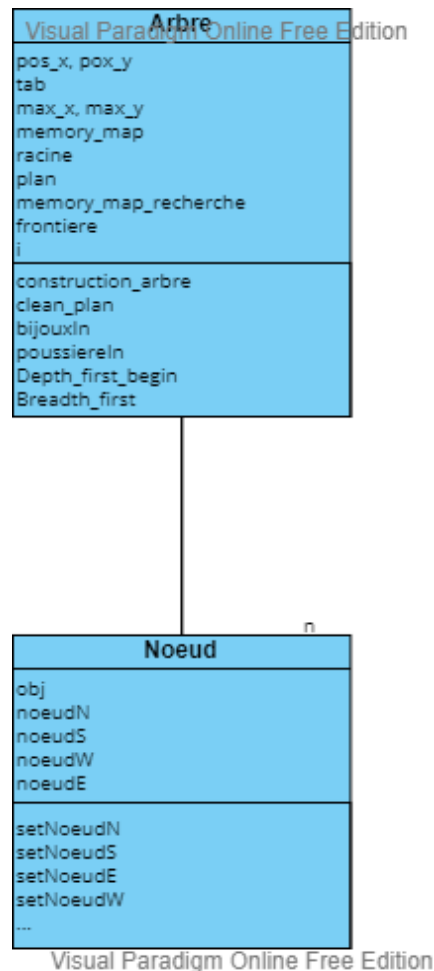 Arbre
Visual Paradigm Online Free Edition
pos_x, pox_y
tab
max_x, max_y
memory_map
racine
plan
memory_map_recherche
frontiere
i
construction_arbre
clean_plan
bijouxIn
poussiereIn
Depth_first_begin
Breadth_first
n
Noeud
obj
noeudN
noeudS
noeudW
noeudE
setNoeudN
setNoeudS
setNoeudE
setNoeudW
...
Visual Paradigm Online Free Edition